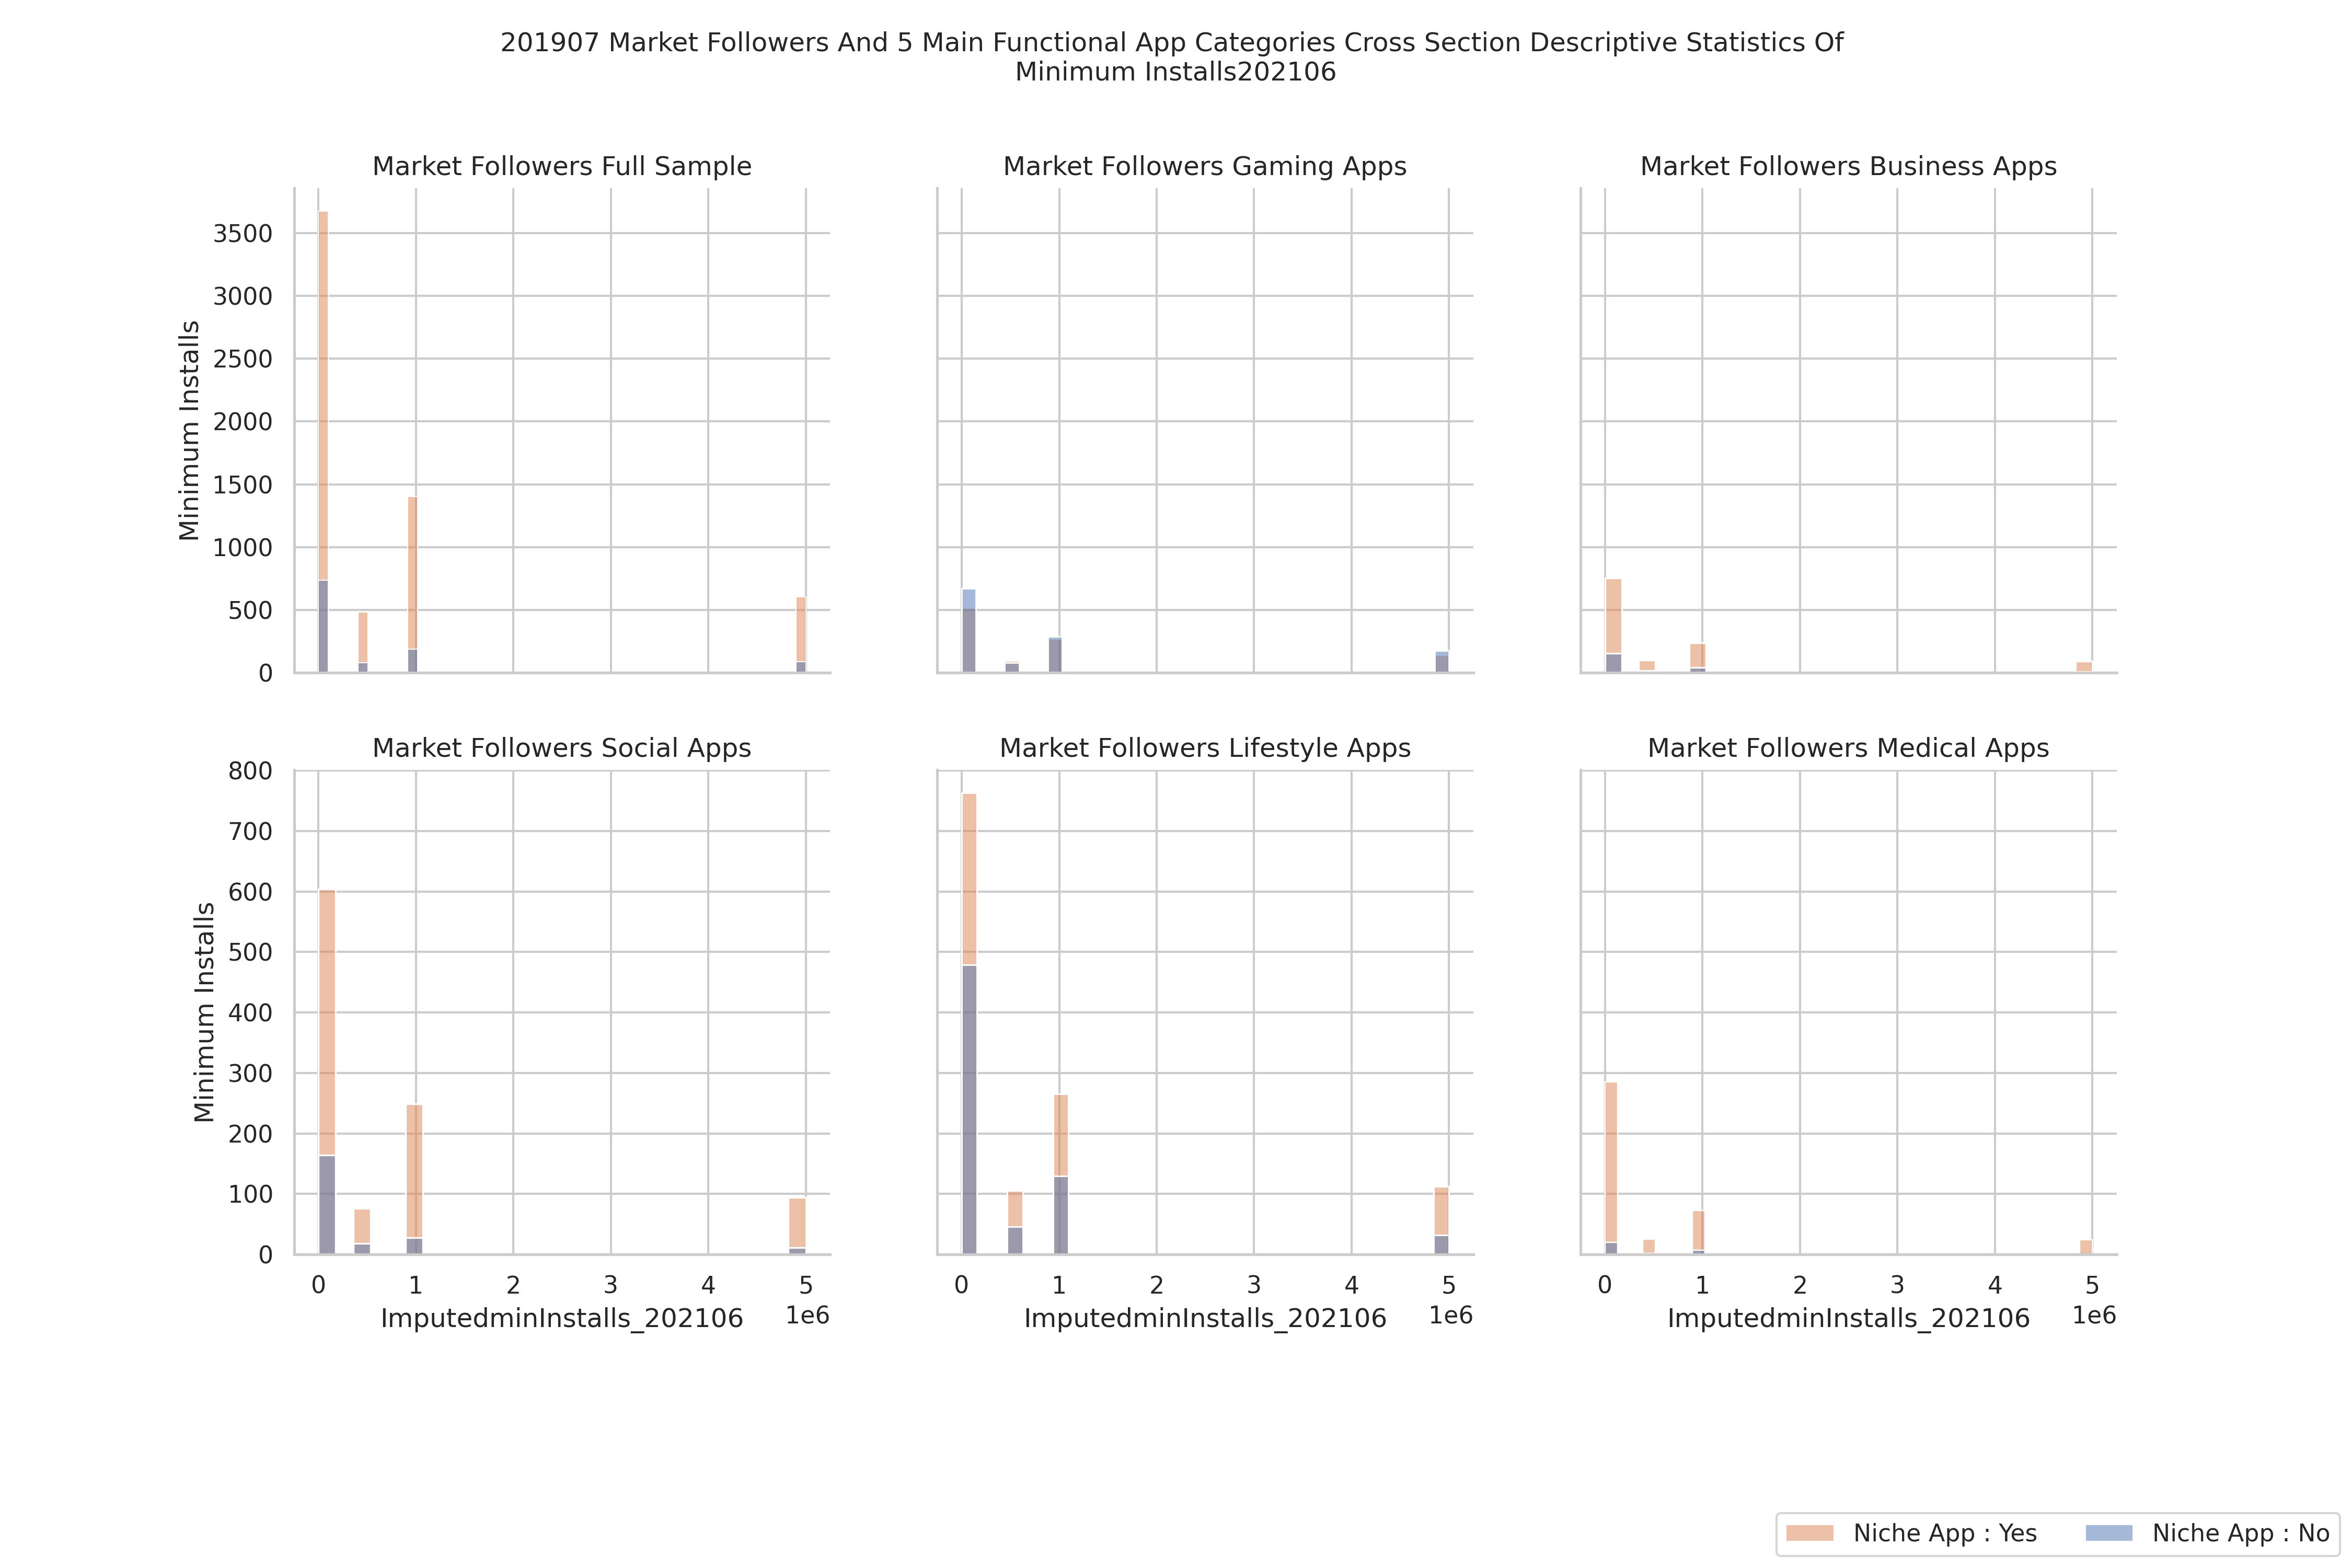 201907 Market Followers And 5 Main Functional App Categories Cross Section Descriptive Statistics Of
Minimum Installs202106
Market Followers Full Sample
Market Followers Gaming Apps
Market Followers Business Apps
Minimum Installs
3500
3000
2500
2000
1500
1000
500
0
Market Followers Social Apps
Market Followers Lifestyle Apps
Market Followers Medical Apps
Minimum Installs
800
700
600
500
400
300
200
100
0
0 1 2 3 4 5
1e6
ImputedminInstalls_202106
0 1 2 3 4 5
1e6
ImputedminInstalls_202106
0 1 2 3 4 5
1e6
ImputedminInstalls_202106
Niche App : Yes
Niche App : No